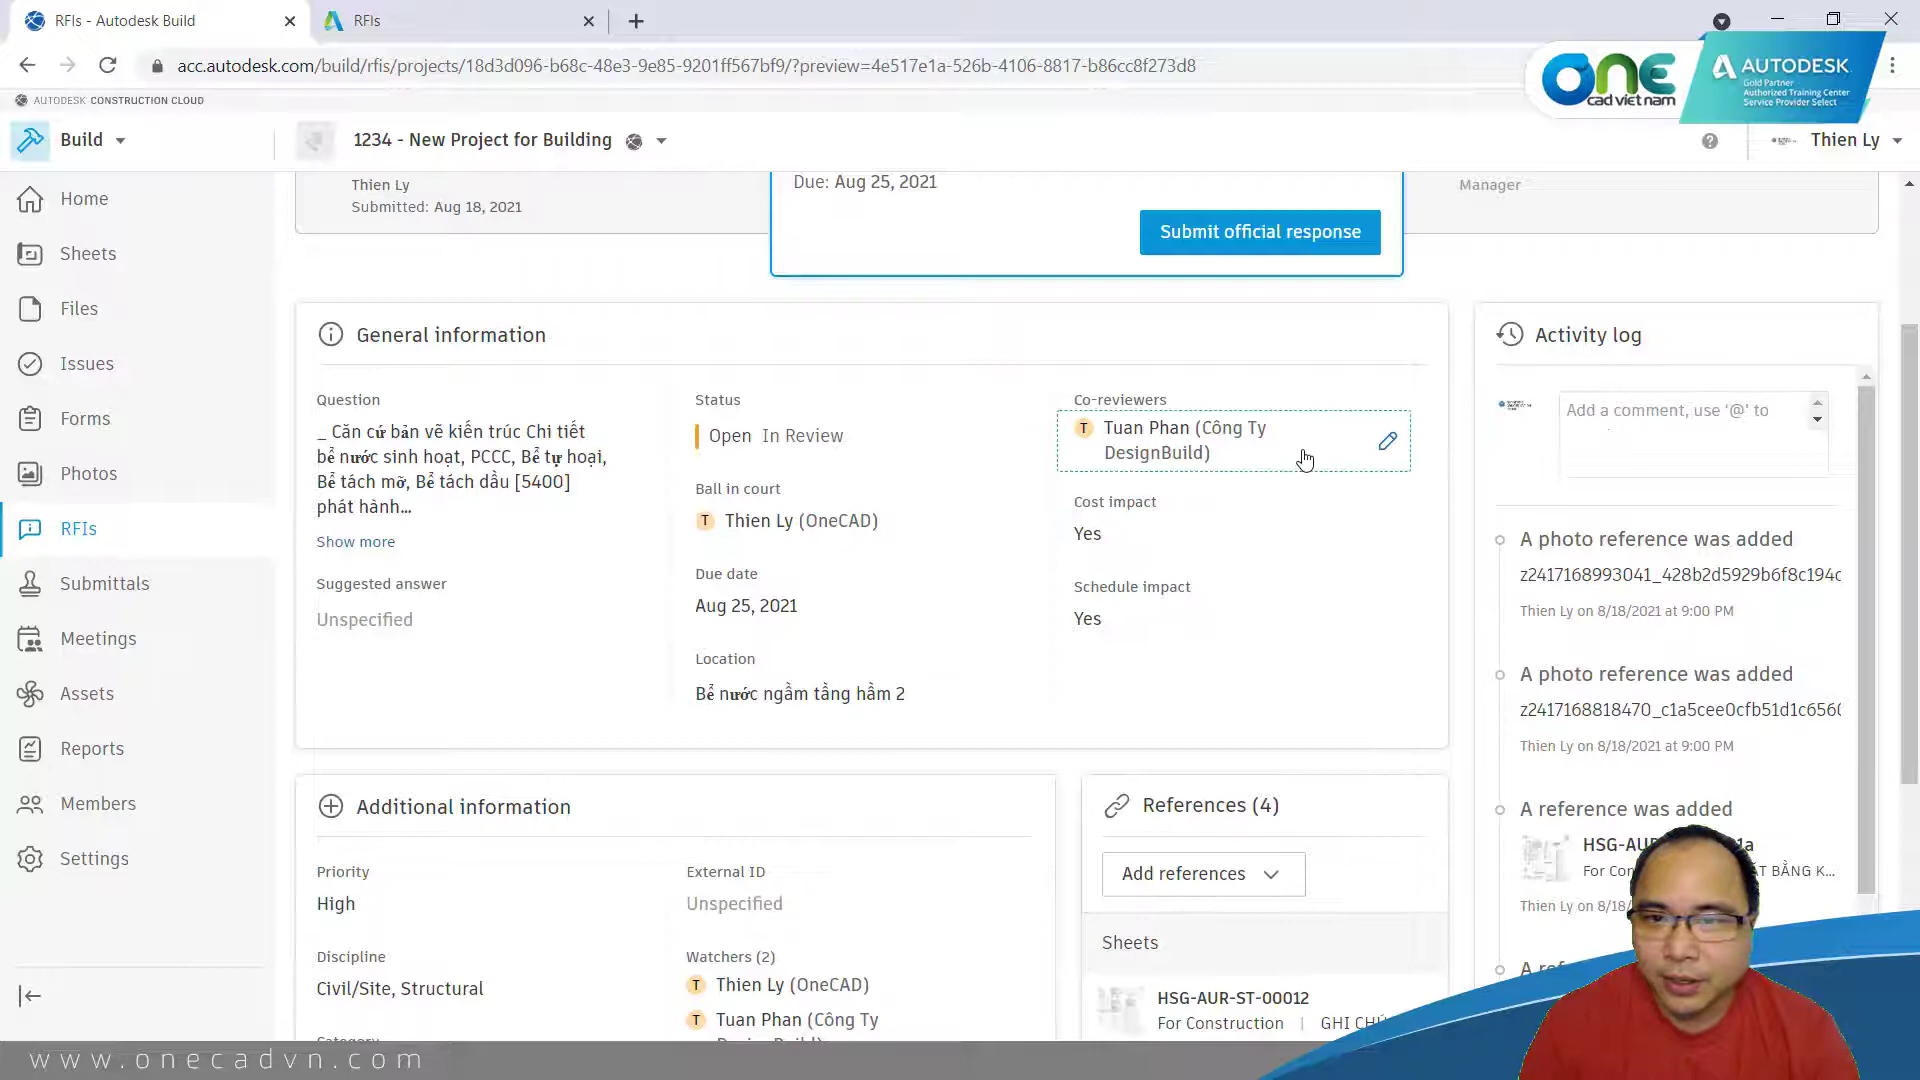 RFIs - Autodesk Build
RFIs
acc.autodesk.com/build/rfis/projects/18d3d096-b68c-48e3-9e85-9201ff567bf9/?preview=4e517e1a-526b-4106-8817-b86cc8f273d8
ONE
cad việt nam
AUTODESK
Gold Partner
Authorized Training Center
Service Provider Select
AUTODESK CONSTRUCTION CLOUD
Build
1234 - New Project for Building
Thien Ly
Home
Sheets
Files
Issues
Forms
Photos
RFIs
Submittals
Meetings
Assets
Reports
Members
Settings
Thien Ly
Submitted: Aug 18, 2021
Due: Aug 25, 2021
Submit official response
Manager
General information
Question
_ Căn cứ bản vẽ kiến trúc Chi tiết
bể nước sinh hoạt, PCCC, Bể tự hoại,
Bể tách mỡ, Bể tách dầu [5400]
phát hành...
Show more
Suggested answer
Unspecified
Status
Open In Review
Ball in court
T Thien Ly (OneCAD)
Due date
Aug 25, 2021
Location
Bể nước ngầm tầng hầm 2
Co-reviewers
T Tuan Phan (Công Ty
DesignBuild)
Cost impact
Yes
Schedule impact
Yes
Activity log
Add a comment, use '@' to
A photo reference was added
z2417168993041_428b2d5929b6f8c194c
Thien Ly on 8/18/2021 at 9:00 PM
A photo reference was added
z2417168818470_c1a5cee0cfb51d1c656
Thien Ly on 8/18/2021 at 9:00 PM
A reference was added
HSG-AU
For Con
ẶT BẰNG K...
Thien Ly on 8/18/
Additional information
Priority
High
Discipline
Civil/Site, Structural
Category
External ID
Unspecified
Watchers (2)
T Thien Ly (OneCAD)
T Tuan Phan (Công Ty
DesignBuild)
References (4)
Add references
Sheets
HSG-AUR-ST-00012
For Construction | GHI CHÚ
www.onecadvn.com